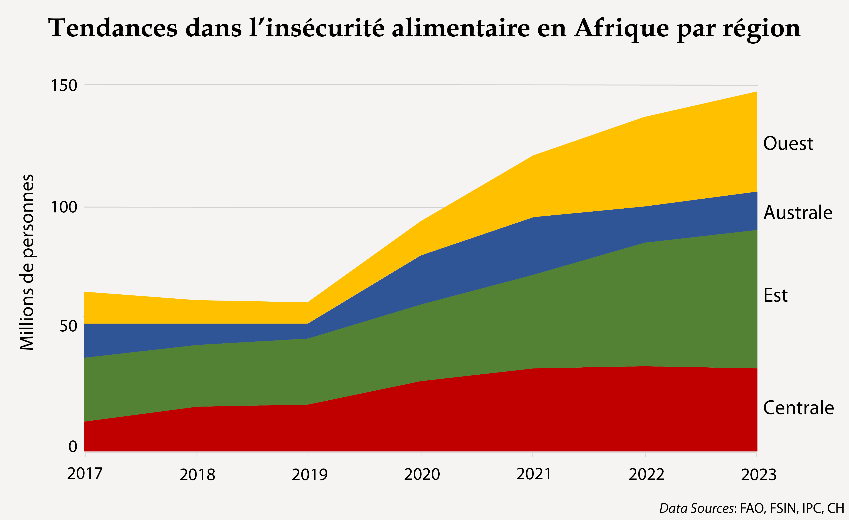 Tendances dans l’insécurité alimentaire en Afrique par région
150
100
50
0
Millions de personnes
Ouest
Australe
Est
Centrale
2017 2018 2019 2020 2021 2022 2023
Data Sources: FAO, FSIN, IPC, CH